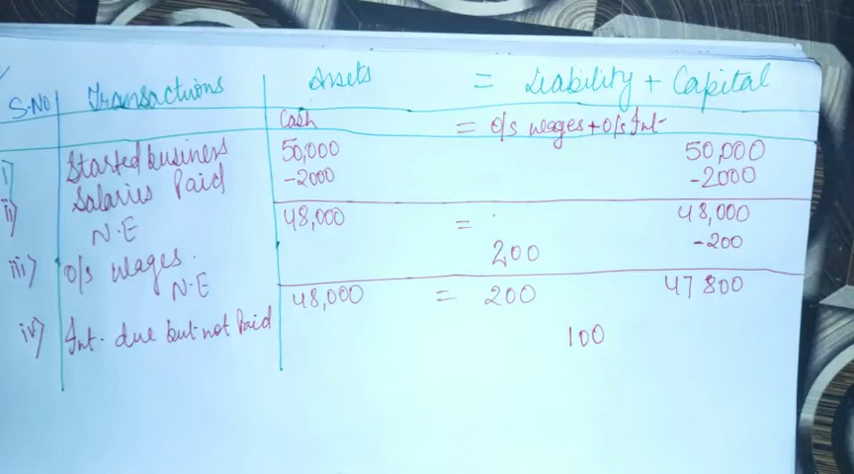 S.No Transactions Assets = Liability + Capital
Cash = o/s wages + o/s Int
i) Started business 50,000 50,000
ii) Salaries Paid -2000 -2000
N.E 48,000 = 48,000
iii) o/s wages. 200 -200
N.E 48,000 = 200 47800
iv) Int. due but not Paid 100